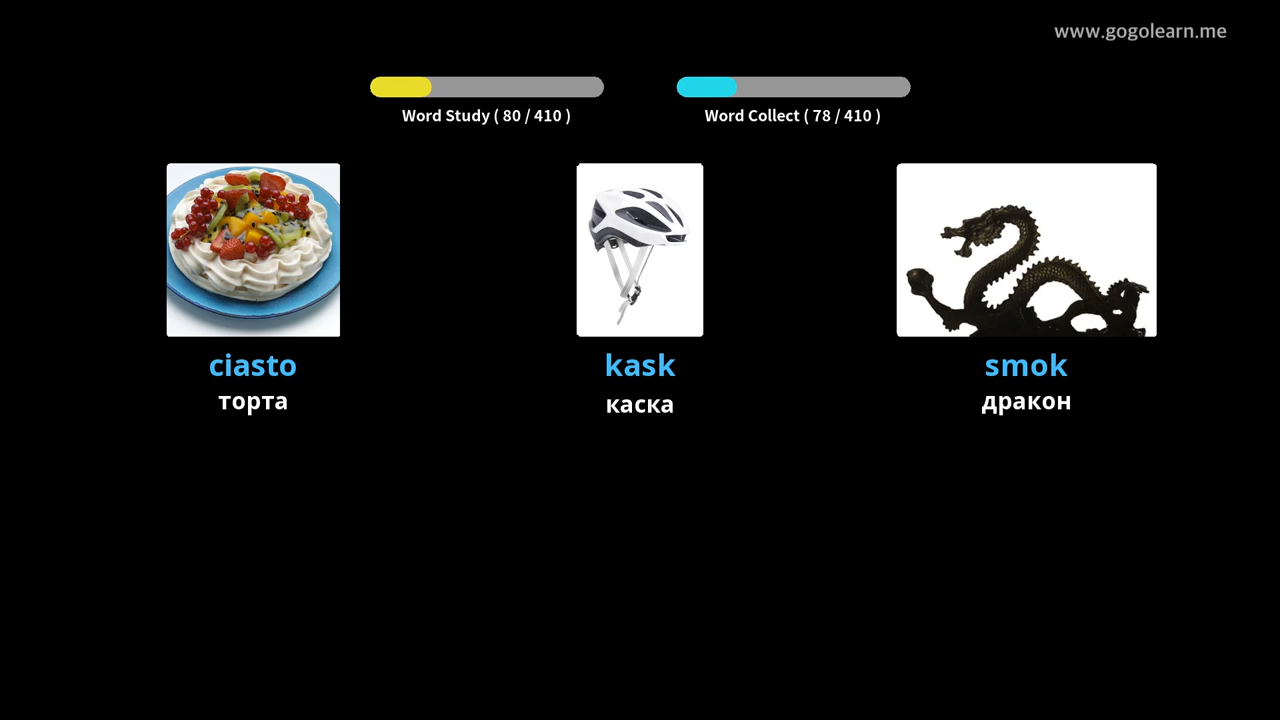 www.gogolearn.me
Word Study ( 80 / 410 )
Word Collect ( 78 / 410 )
ciasto
торта
kask
каска
smok
дракон